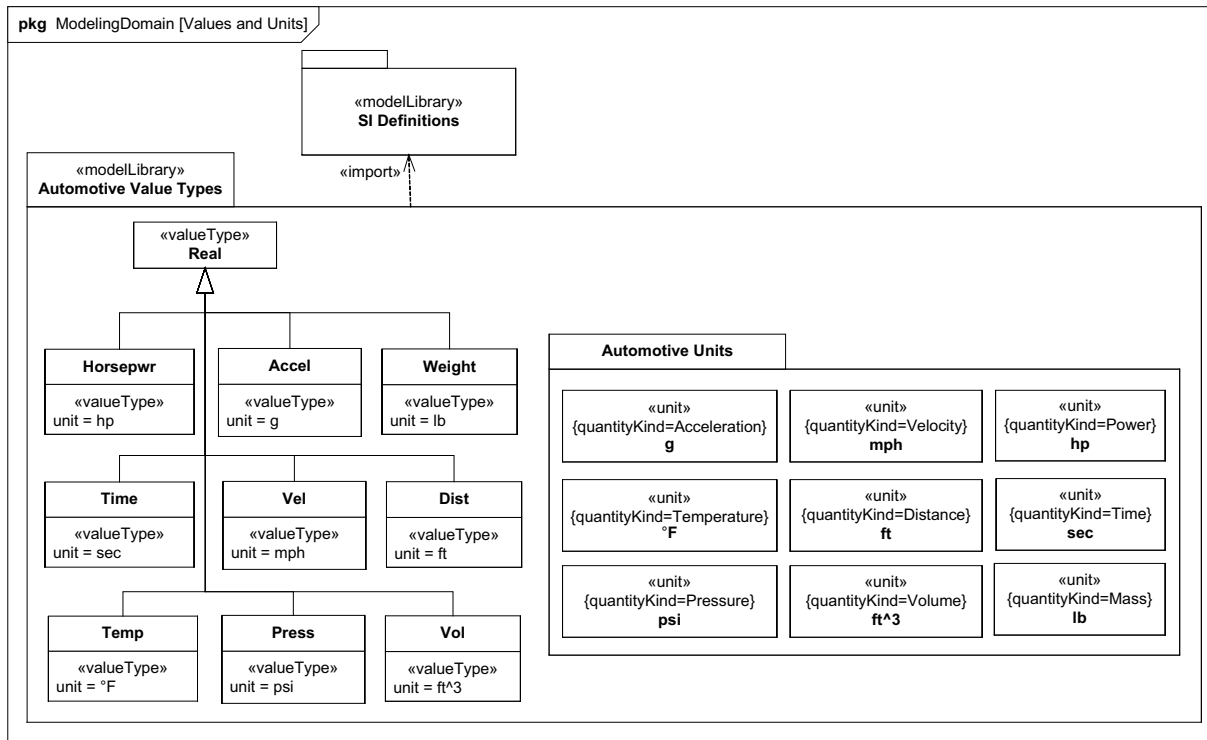 pkg ModelingDomain [Values and Units]
«modelLibrary»
SI Definitions
«import»
«modelLibrary»
Automotive Value Types
«valueType»
Real
Horsepwr
«valueType»
unit = hp
Accel
«valueType»
unit = g
Weight
«valueType»
unit = lb
Time
«valueType»
unit = sec
Vel
«valueType»
unit = mph
Dist
«valueType»
unit = ft
Temp
«valueType»
unit = °F
Press
«valueType»
unit = psi
Vol
«valueType»
unit = ft^3
Automotive Units
«unit»
{quantityKind=Acceleration}
g
«unit»
{quantityKind=Velocity}
mph
«unit»
{quantityKind=Power}
hp
«unit»
{quantityKind=Temperature}
°F
«unit»
{quantityKind=Distance}
ft
«unit»
{quantityKind=Time}
sec
«unit»
{quantityKind=Pressure}
psi
«unit»
{quantityKind=Volume}
ft^3
«unit»
{quantityKind=Mass}
lb